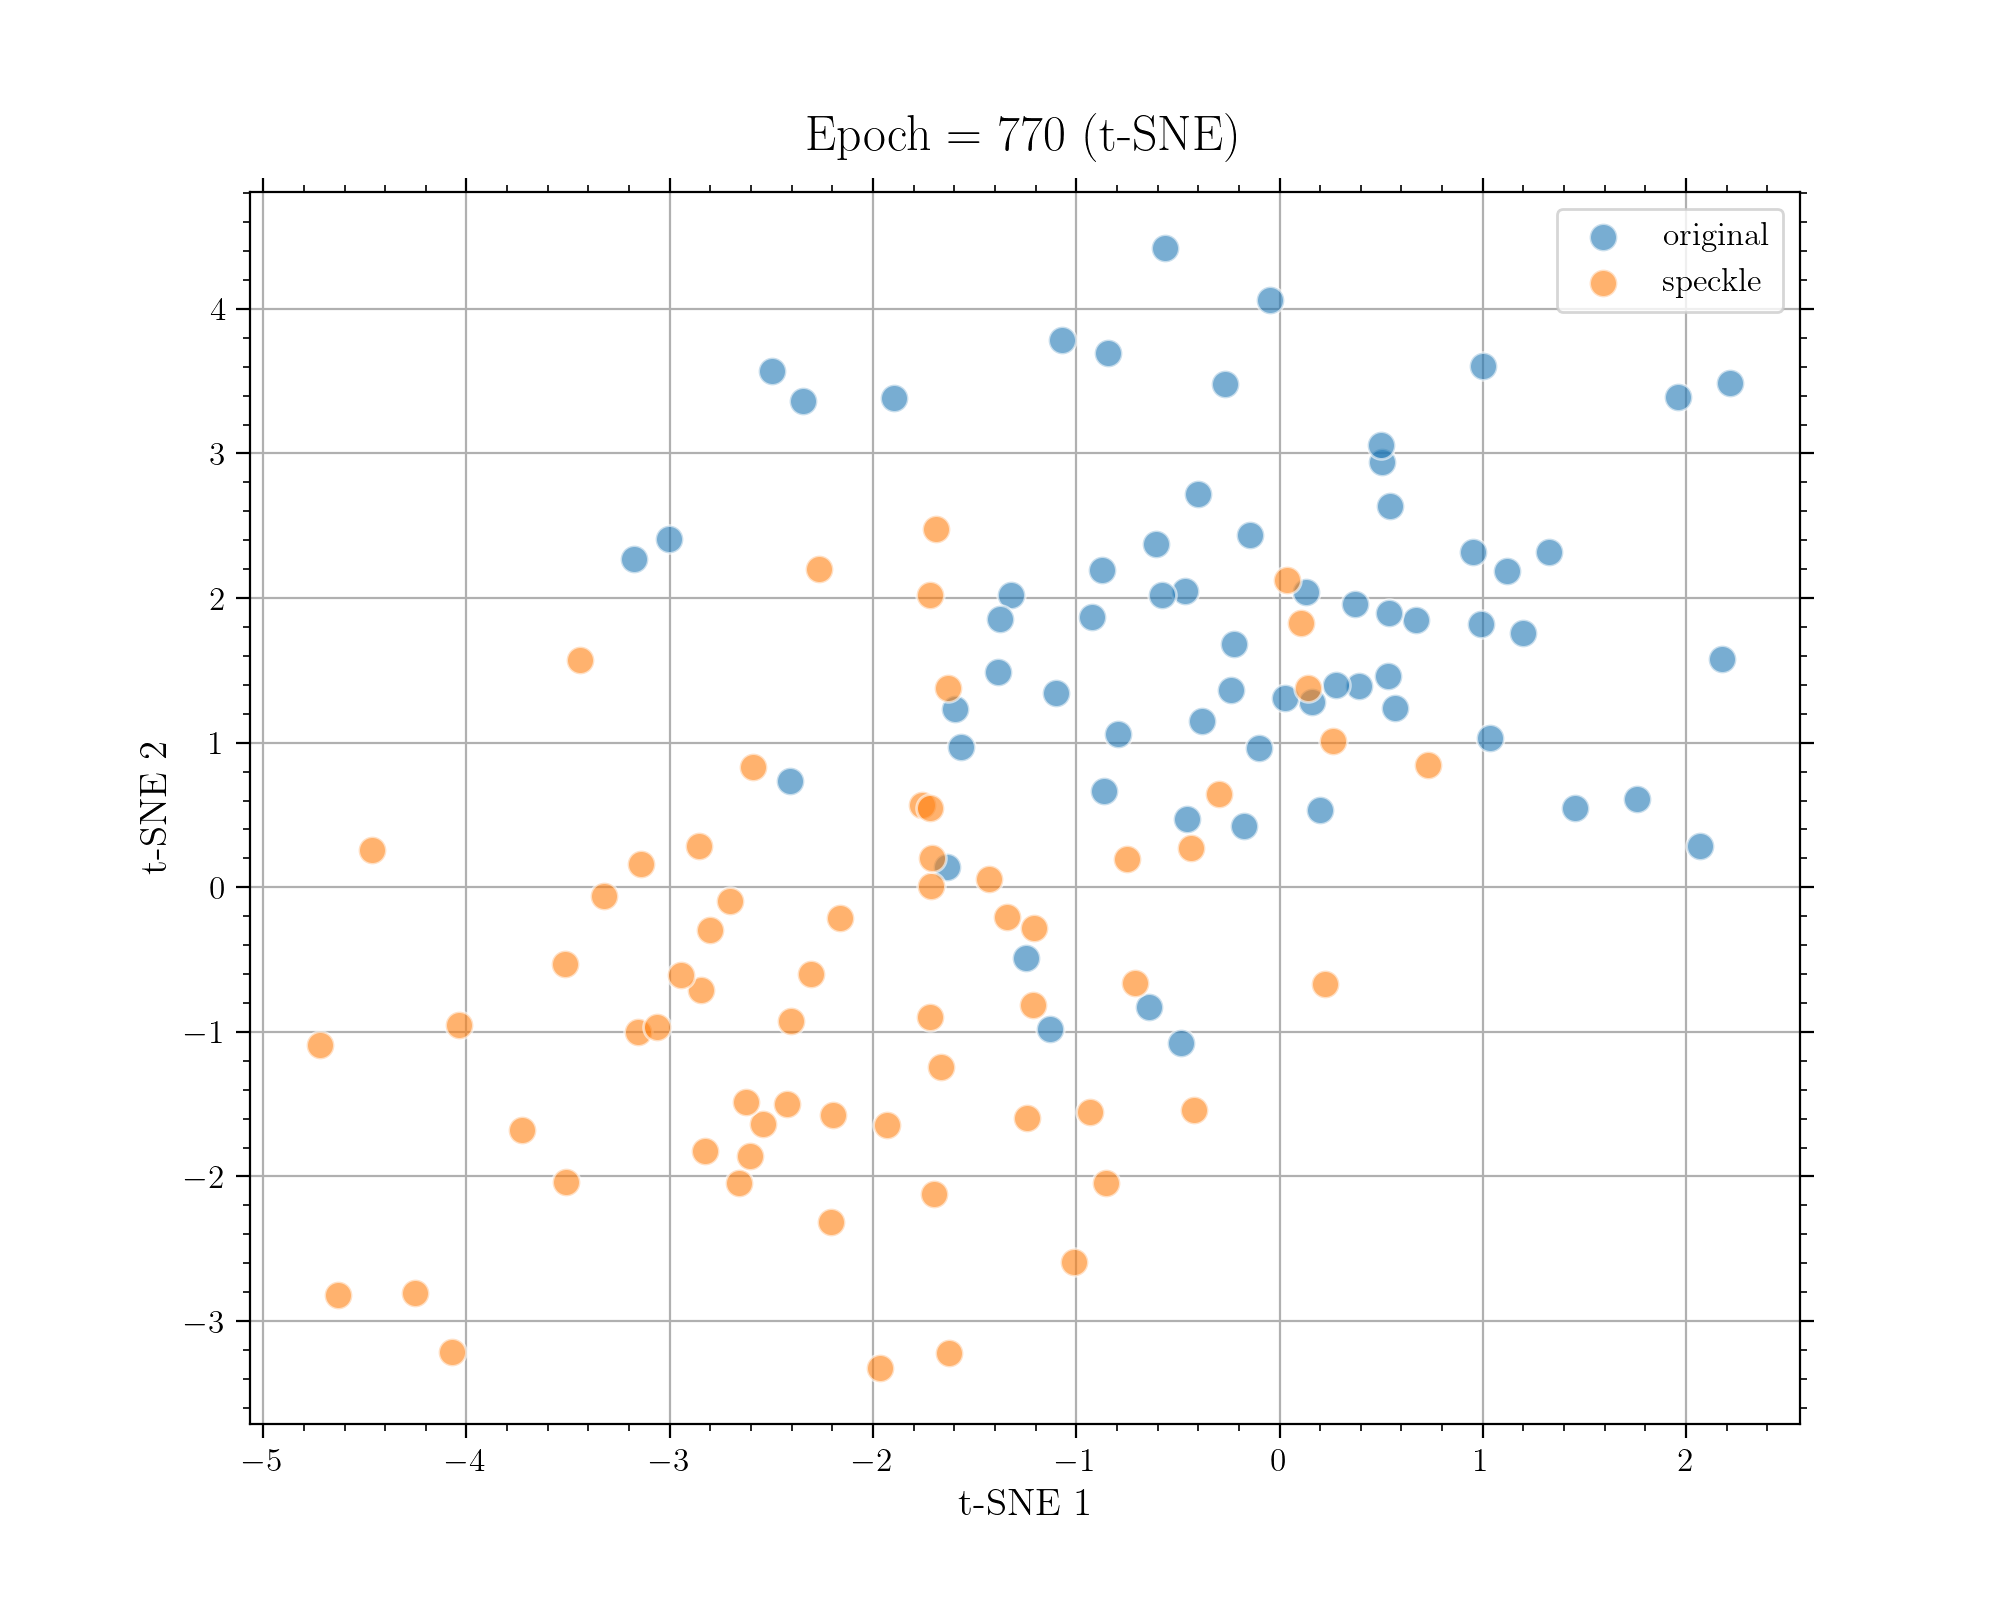 Epoch = 770 (t-SNE)
original
speckle
4
3
2
1
0
−1
−2
−3
t-SNE 2
−5 −4 −3 −2 −1 0 1 2
t-SNE 1